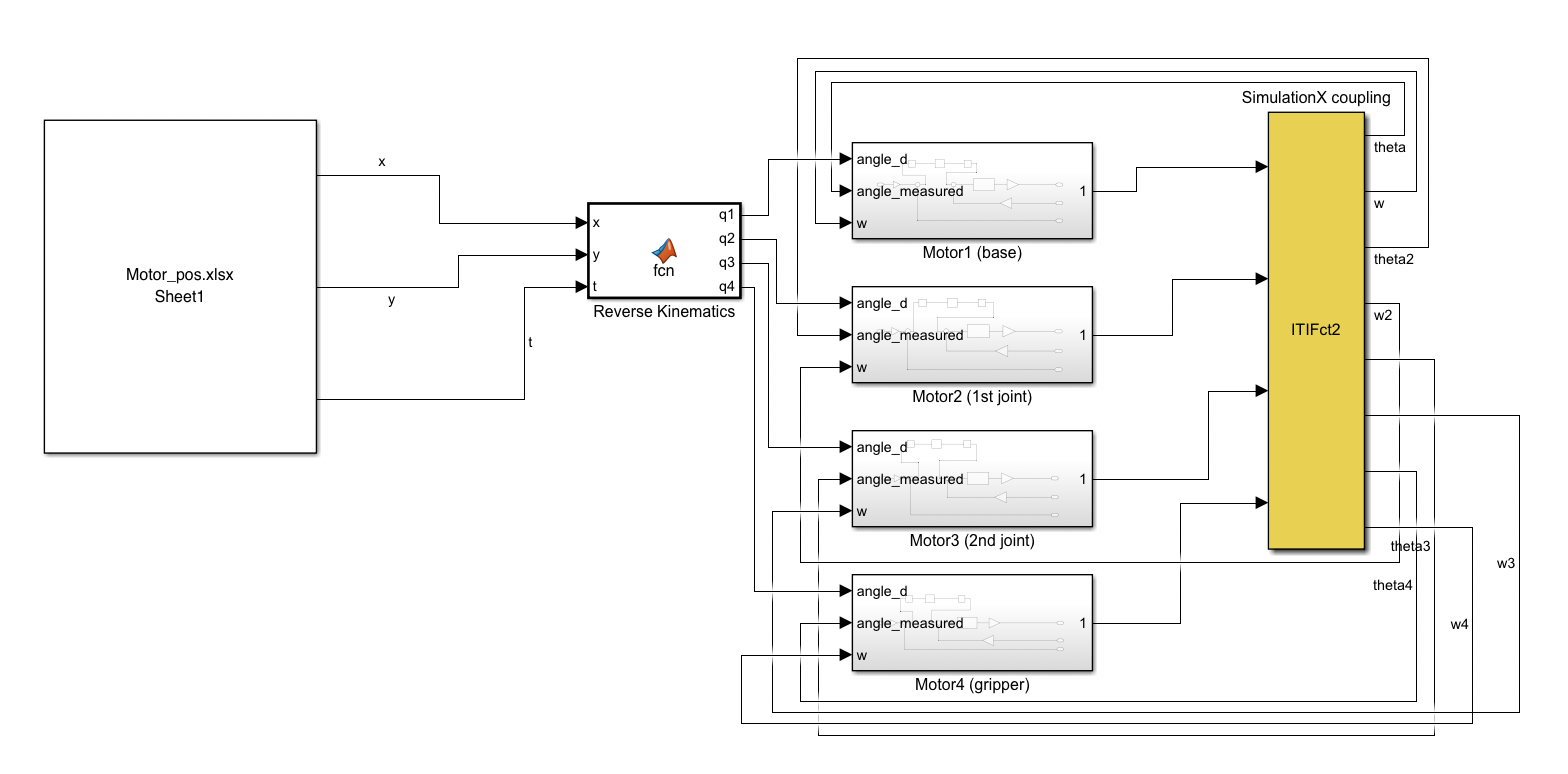 Motor_pos.xlsx
Sheet1
x
y
t
x
y
t
fcn
q1
q2
q3
q4
Reverse Kinematics
angle_d
angle_measured
w
1
Motor1 (base)
angle_d
angle_measured
w
1
Motor2 (1st joint)
angle_d
angle_measured
w
1
Motor3 (2nd joint)
angle_d
angle_measured
w
1
Motor4 (gripper)
SimulationX coupling
ITIFct2
theta
w
theta2
w2
theta3
w3
theta4
w4